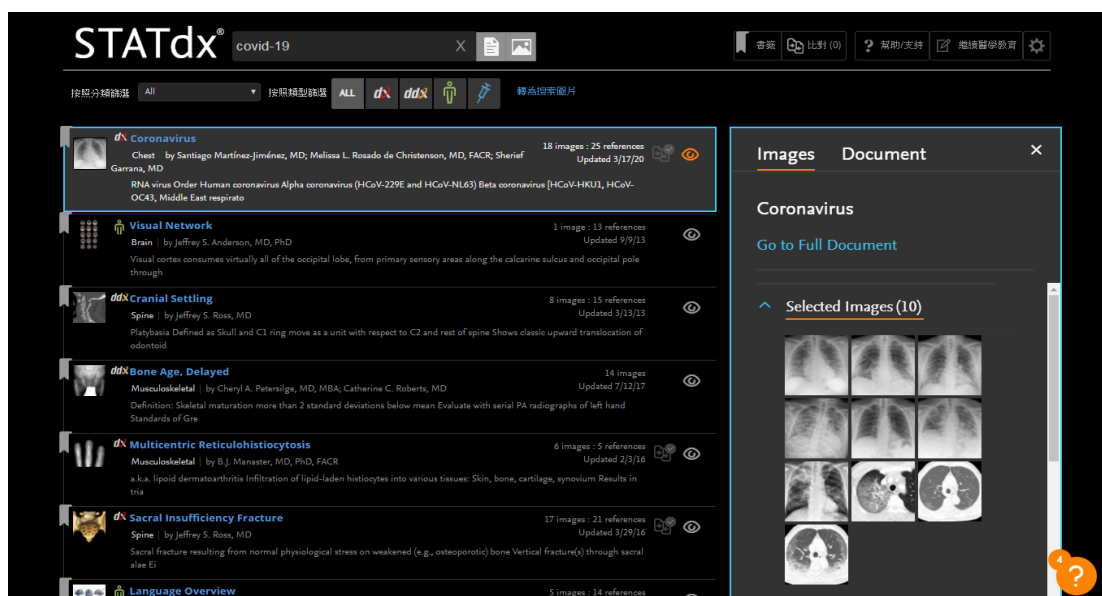 STATdx®
covid-19
X
書籤
比對 (0)
? 幫助/支持
繼續醫學教育
按照分類篩選
All
按照類型篩選
ALL
dx
ddx
轉為搜索圖片
dx Coronavirus
Chest by Santiago Martínez-Jiménez, MD; Melissa L. Rosado de Christenson, MD, FACR; Sherief
Garrana, MD
18 images : 25 references
Updated 3/17/20
RNA virus Order Human coronavirus Alpha coronavirus (HCoV-229E and HCoV-NL63) Beta coronavirus [HCoV-HKU1, HCoV-
OC43, Middle East respirato
Visual Network
Brain | by Jeffrey S. Anderson, MD, PhD
1 image : 13 references
Updated 9/9/13
Visual cortex consumes virtually all of the occipital lobe, from primary sensory areas along the calcarine sulcus and occipital pole
through
ddx Cranial Settling
Spine | by Jeffrey S. Ross, MD
8 images : 15 references
Updated 3/13/13
Platybasia Defined as Skull and C1 ring move as a unit with respect to C2 and rest of spine Shows classic upward translocation of
odontoid
ddx Bone Age, Delayed
Musculoskeletal | by Cheryl A. Petersilge, MD, MBA; Catherine C. Roberts, MD
14 images
Updated 7/12/17
Definition: Skeletal maturation more than 2 standard deviations below mean Evaluate with serial PA radiographs of left hand
Standards of Gre
dx Multicentric Reticulohistiocytosis
Musculoskeletal | by B.J. Manaster, MD, PhD, FACR
6 images : 5 references
Updated 2/3/16
a.k.a. lipoid dermatoarthritis Infiltration of lipid-laden histiocytes into various tissues: Skin, bone, cartilage, synovium Results in
tria
dx Sacral Insufficiency Fracture
Spine | by Jeffrey S. Ross, MD
17 images : 21 references
Updated 3/29/16
Sacral fracture resulting from normal physiological stress on weakened (e.g., osteoporotic) bone Vertical fracture(s) through sacral
alae Ei
Language Overview
5 images : 14 references
Images
Document
×
Coronavirus
Go to Full Document
Selected Images (10)
4
?